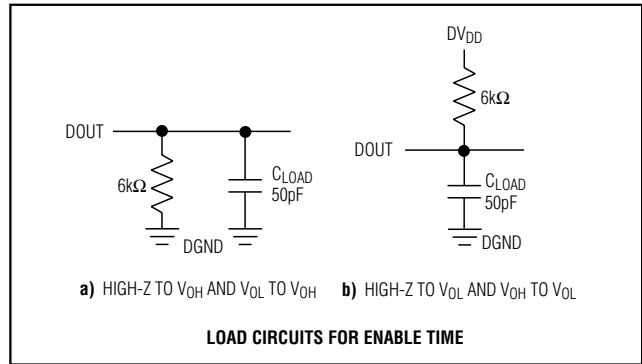 DOUT
6kΩ
CLOAD
50pF
DGND
a) HIGH-Z TO VOH AND VOL TO VOH
DVDD
6kΩ
DOUT
CLOAD
50pF
DGND
b) HIGH-Z TO VOL AND VOH TO VOL
LOAD CIRCUITS FOR ENABLE TIME